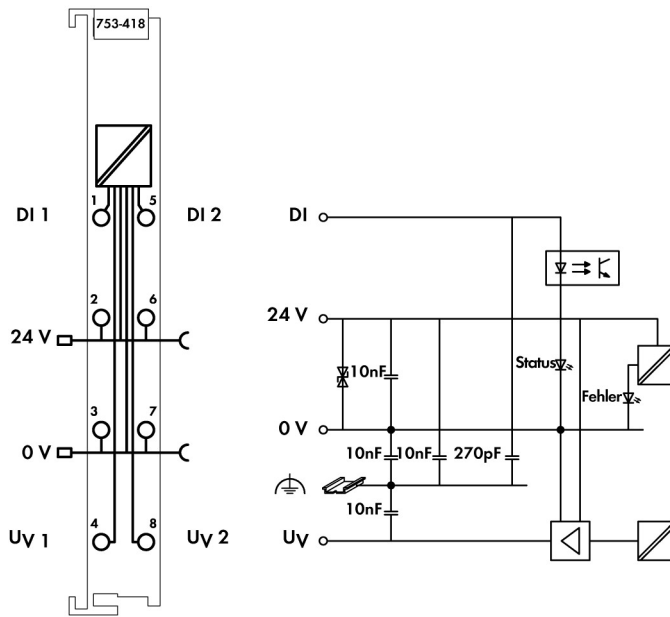 753-418
1 5
DI 1 DI 2 DI
2 6
24 V 24 V
10nF Status
Fehler
3 7
0 V 0 V
10nF 10nF 270pF
10nF
4 8
UV 1 UV 2 UV